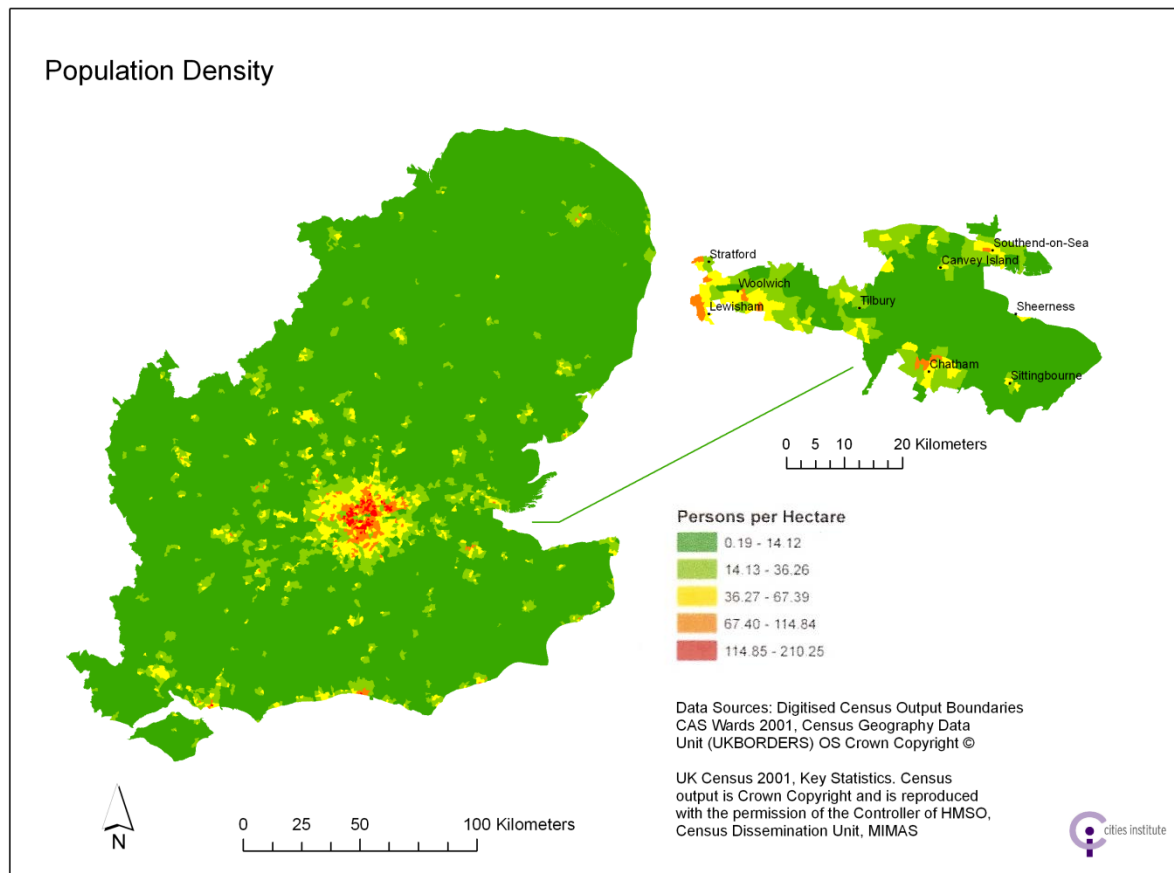 Population Density
Stratford
Southend-on-Sea
Canvey Island
Woolwich
Tilbury
Lewisham
Sheerness
Chatham
Sittingbourne
0 5 10 20 Kilometers
Persons per Hectare
0.19 - 14.12
14.13 - 36.26
36.27 - 67.39
67.40 - 114.84
114.85 - 210.25
Data Sources: Digitised Census Output Boundaries
CAS Wards 2001, Census Geography Data
Unit (UKBORDERS) OS Crown Copyright ©
UK Census 2001, Key Statistics. Census
output is Crown Copyright and is reproduced
with the permission of the Controller of HMSO,
Census Dissemination Unit, MIMAS
N
0 25 50 100 Kilometers
cities institute